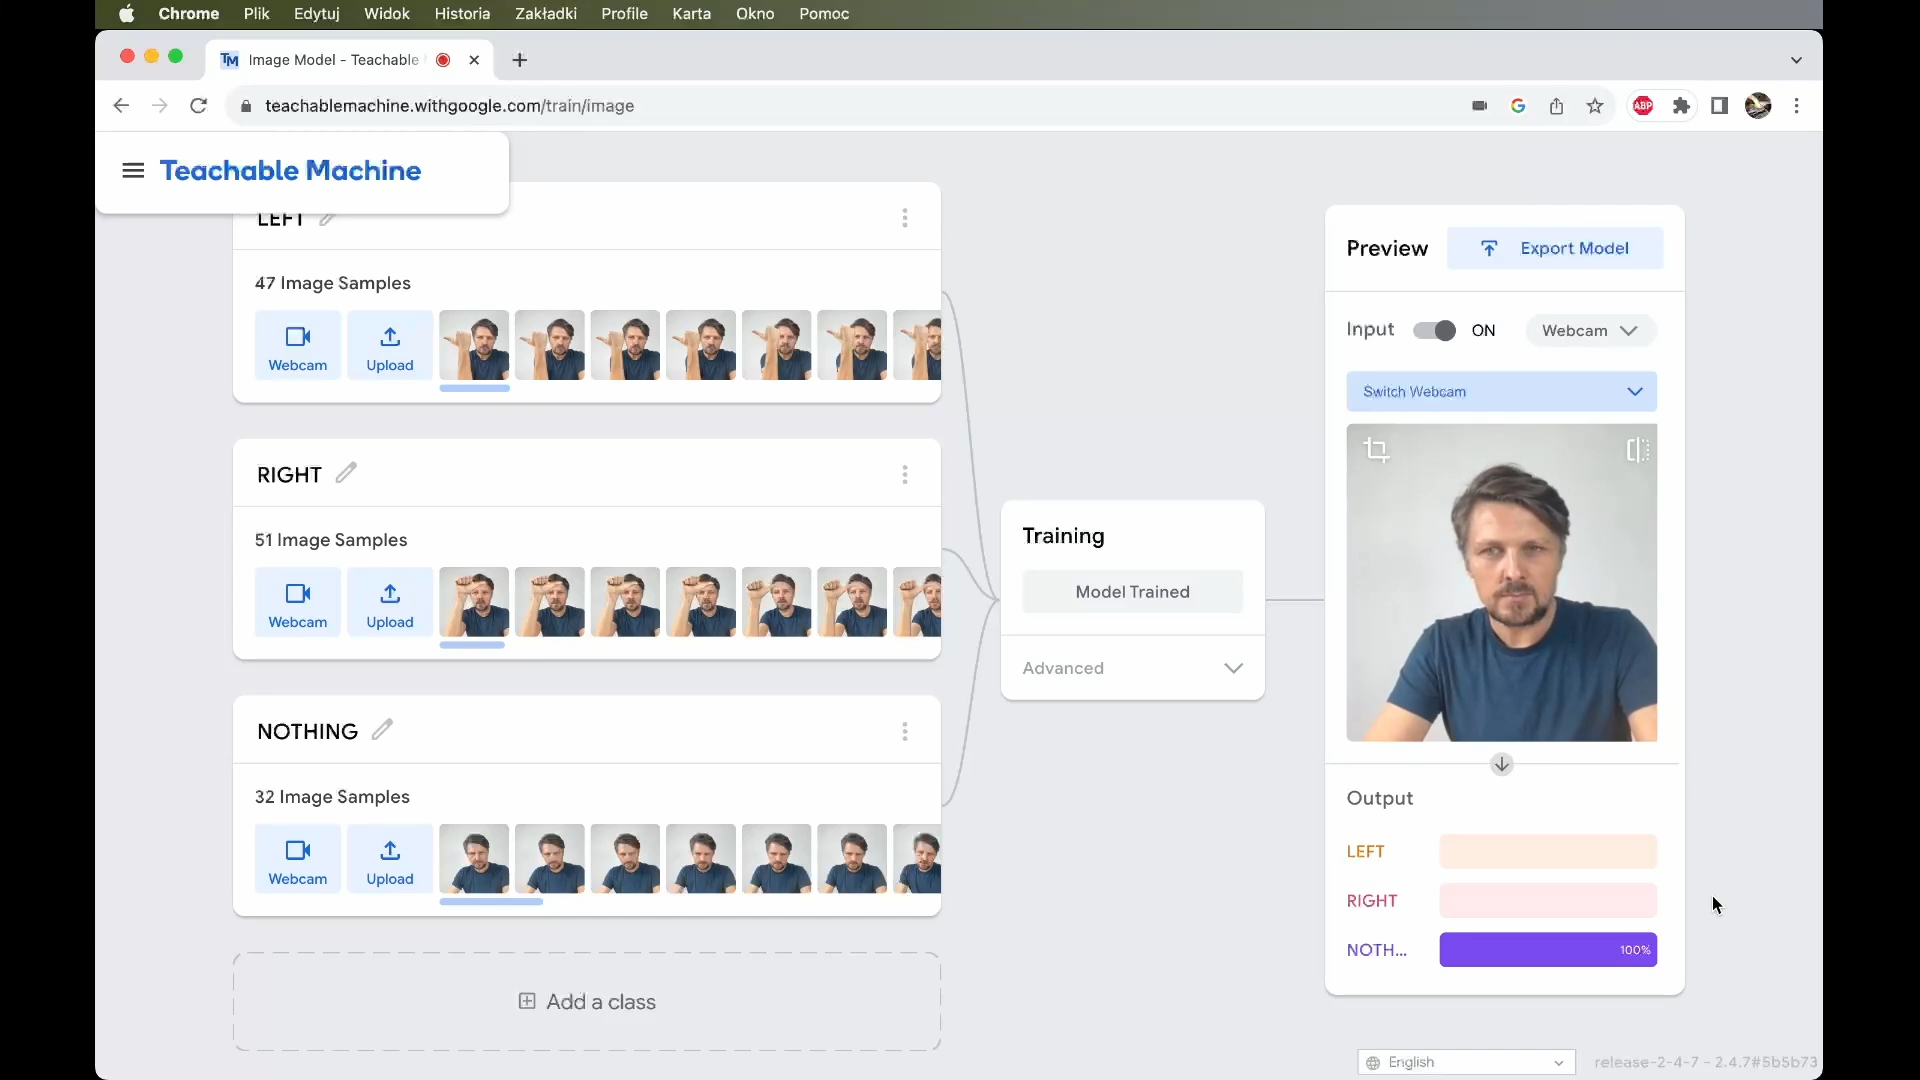 Chrome Plik Edytuj Widok Historia Zakładki Profile Karta Okno Pomoc
TM Image Model - Teachable
teachablemachine.withgoogle.com/train/image
ABP
Teachable Machine
LEFT
47 Image Samples
Webcam Upload
RIGHT
51 Image Samples
Webcam Upload
NOTHING
32 Image Samples
Webcam Upload
Add a class
Training
Model Trained
Advanced
Preview Export Model
Input ON Webcam
Switch Webcam
Output
LEFT
RIGHT
NOTH... 100%
English release-2-4-7 - 2.4.7#5b5b73